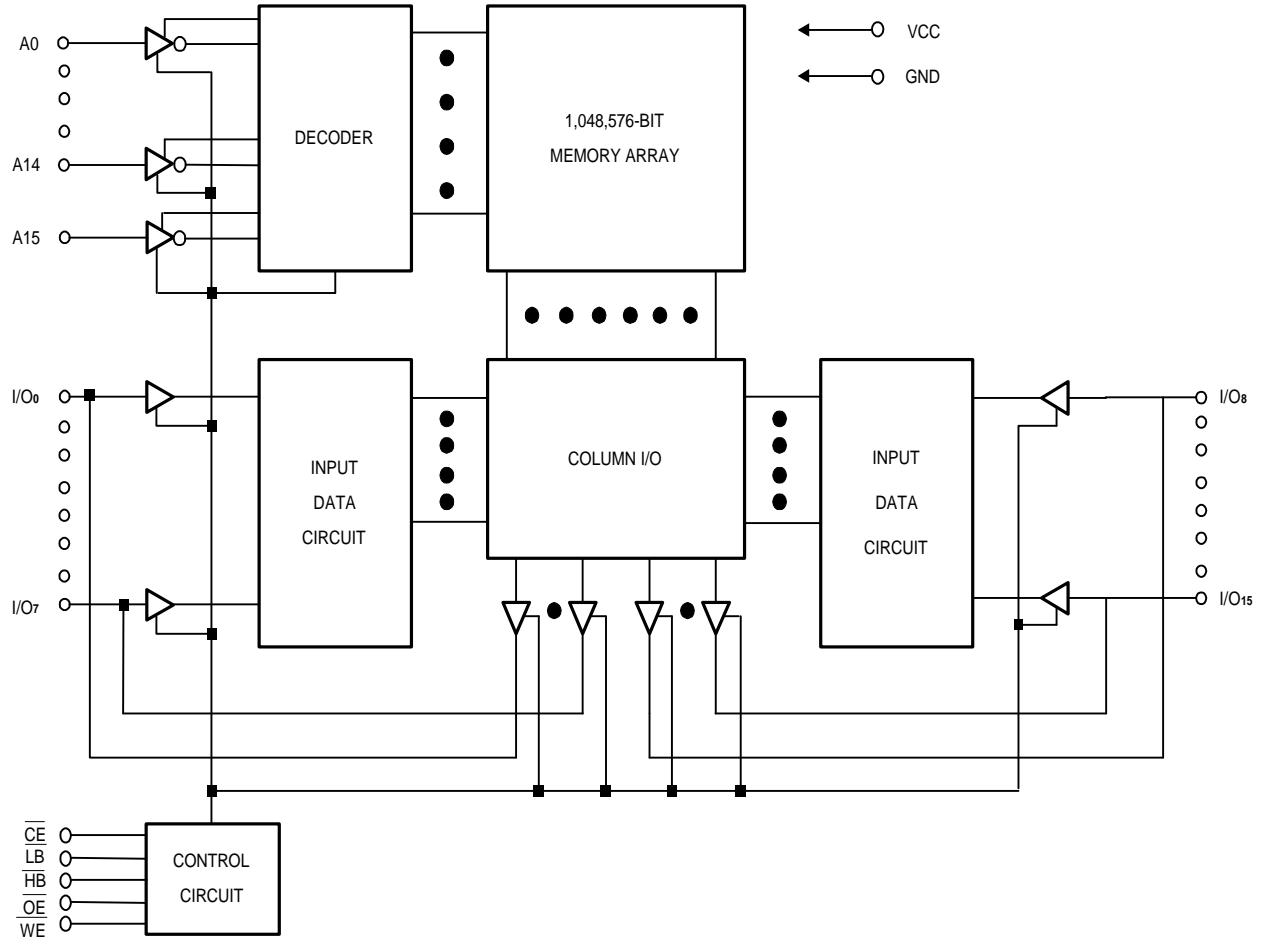 A0
A14
A15
DECODER
1,048,576-BIT
MEMORY ARRAY
VCC
GND
I/O0
I/O7
INPUT
DATA
CIRCUIT
COLUMN I/O
INPUT
DATA
CIRCUIT
I/O8
I/O15
CE
LB
HB
OE
WE
CONTROL
CIRCUIT